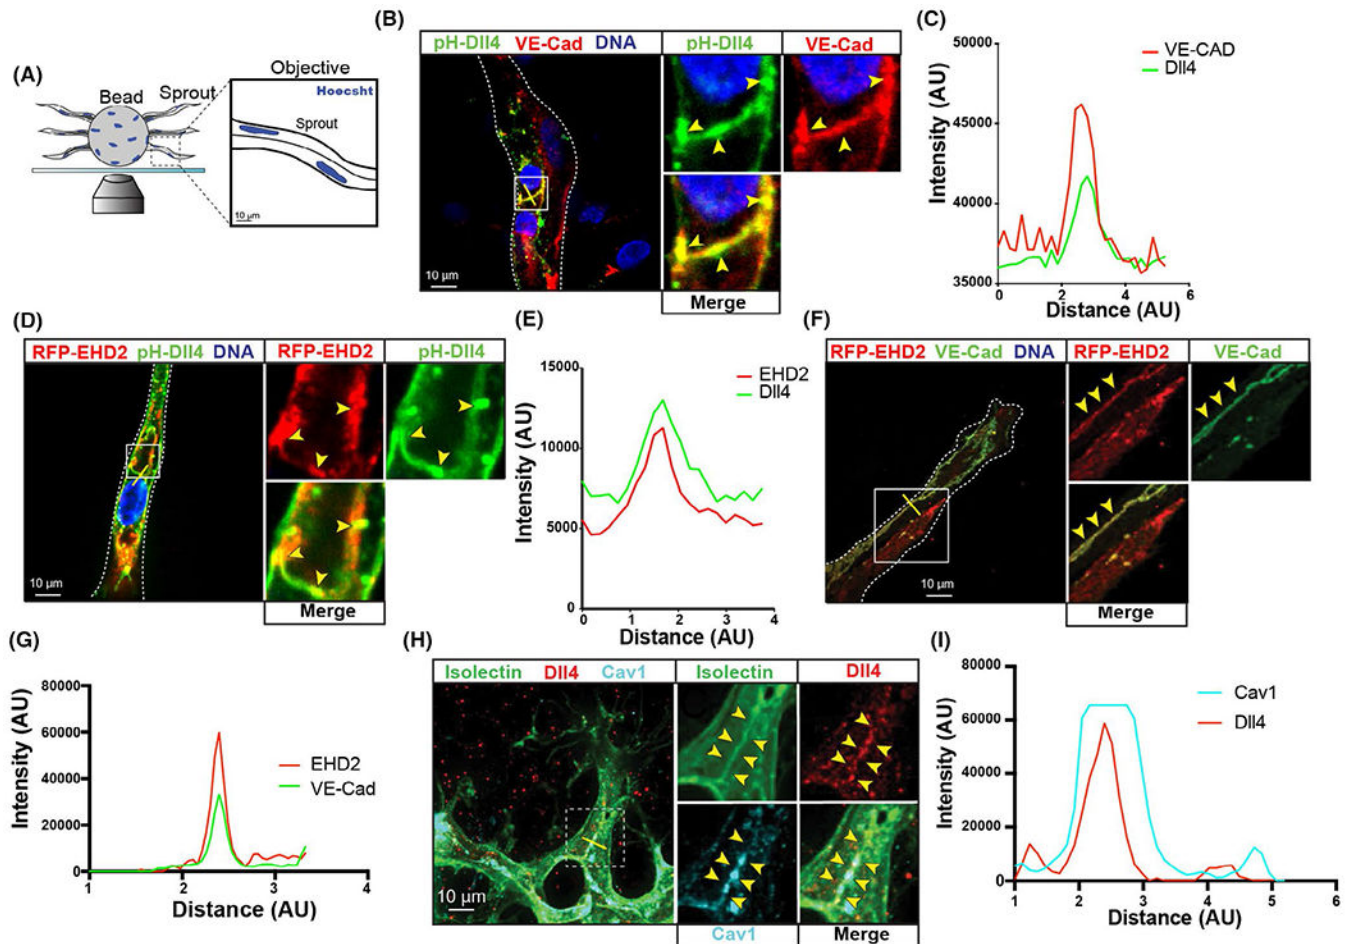 (A)
Objective
Bead
Sprout
Hoecsht
Sprout
10 µm
(B)
pH-Dll4 VE-Cad DNA pH-Dll4 VE-Cad
10 µm
Merge
(C)
50000
45000
40000
35000
Intensity (AU)
VE-CAD
Dll4
0 2 4 6
Distance (AU)
(D)
RFP-EHD2 pH-Dll4 DNA RFP-EHD2 pH-Dll4
10 µm
Merge
(E)
15000
10000
5000
0
Intensity (AU)
EHD2
Dll4
0 1 2 3 4
Distance (AU)
(F)
RFP-EHD2 VE-Cad DNA RFP-EHD2 VE-Cad
10 µm
Merge
(G)
80000
60000
40000
20000
0
Intensity (AU)
EHD2
VE-Cad
1 2 3 4
Distance (AU)
(H)
Isolectin Dll4 Cav1 Isolectin Dll4
10 µm
Cav1 Merge
(I)
80000
60000
40000
20000
0
Intensity (AU)
Cav1
Dll4
1 2 3 4 5 6
Distance (AU)